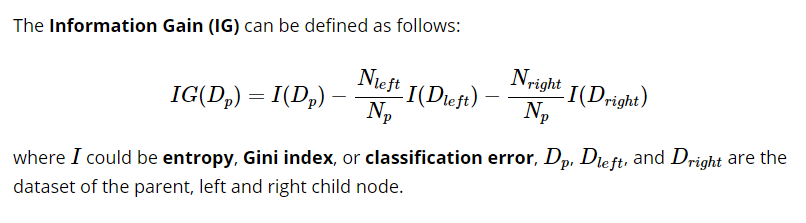 The Information Gain (IG) can be defined as follows:
IG(D_p) = I(D_p) − \frac{N_{left}}{N_p} I(D_{left}) − \frac{N_{right}}{N_p} I(D_{right})
where I could be entropy, Gini index, or classification error, D_p, D_{left}, and D_{right} are the
dataset of the parent, left and right child node.